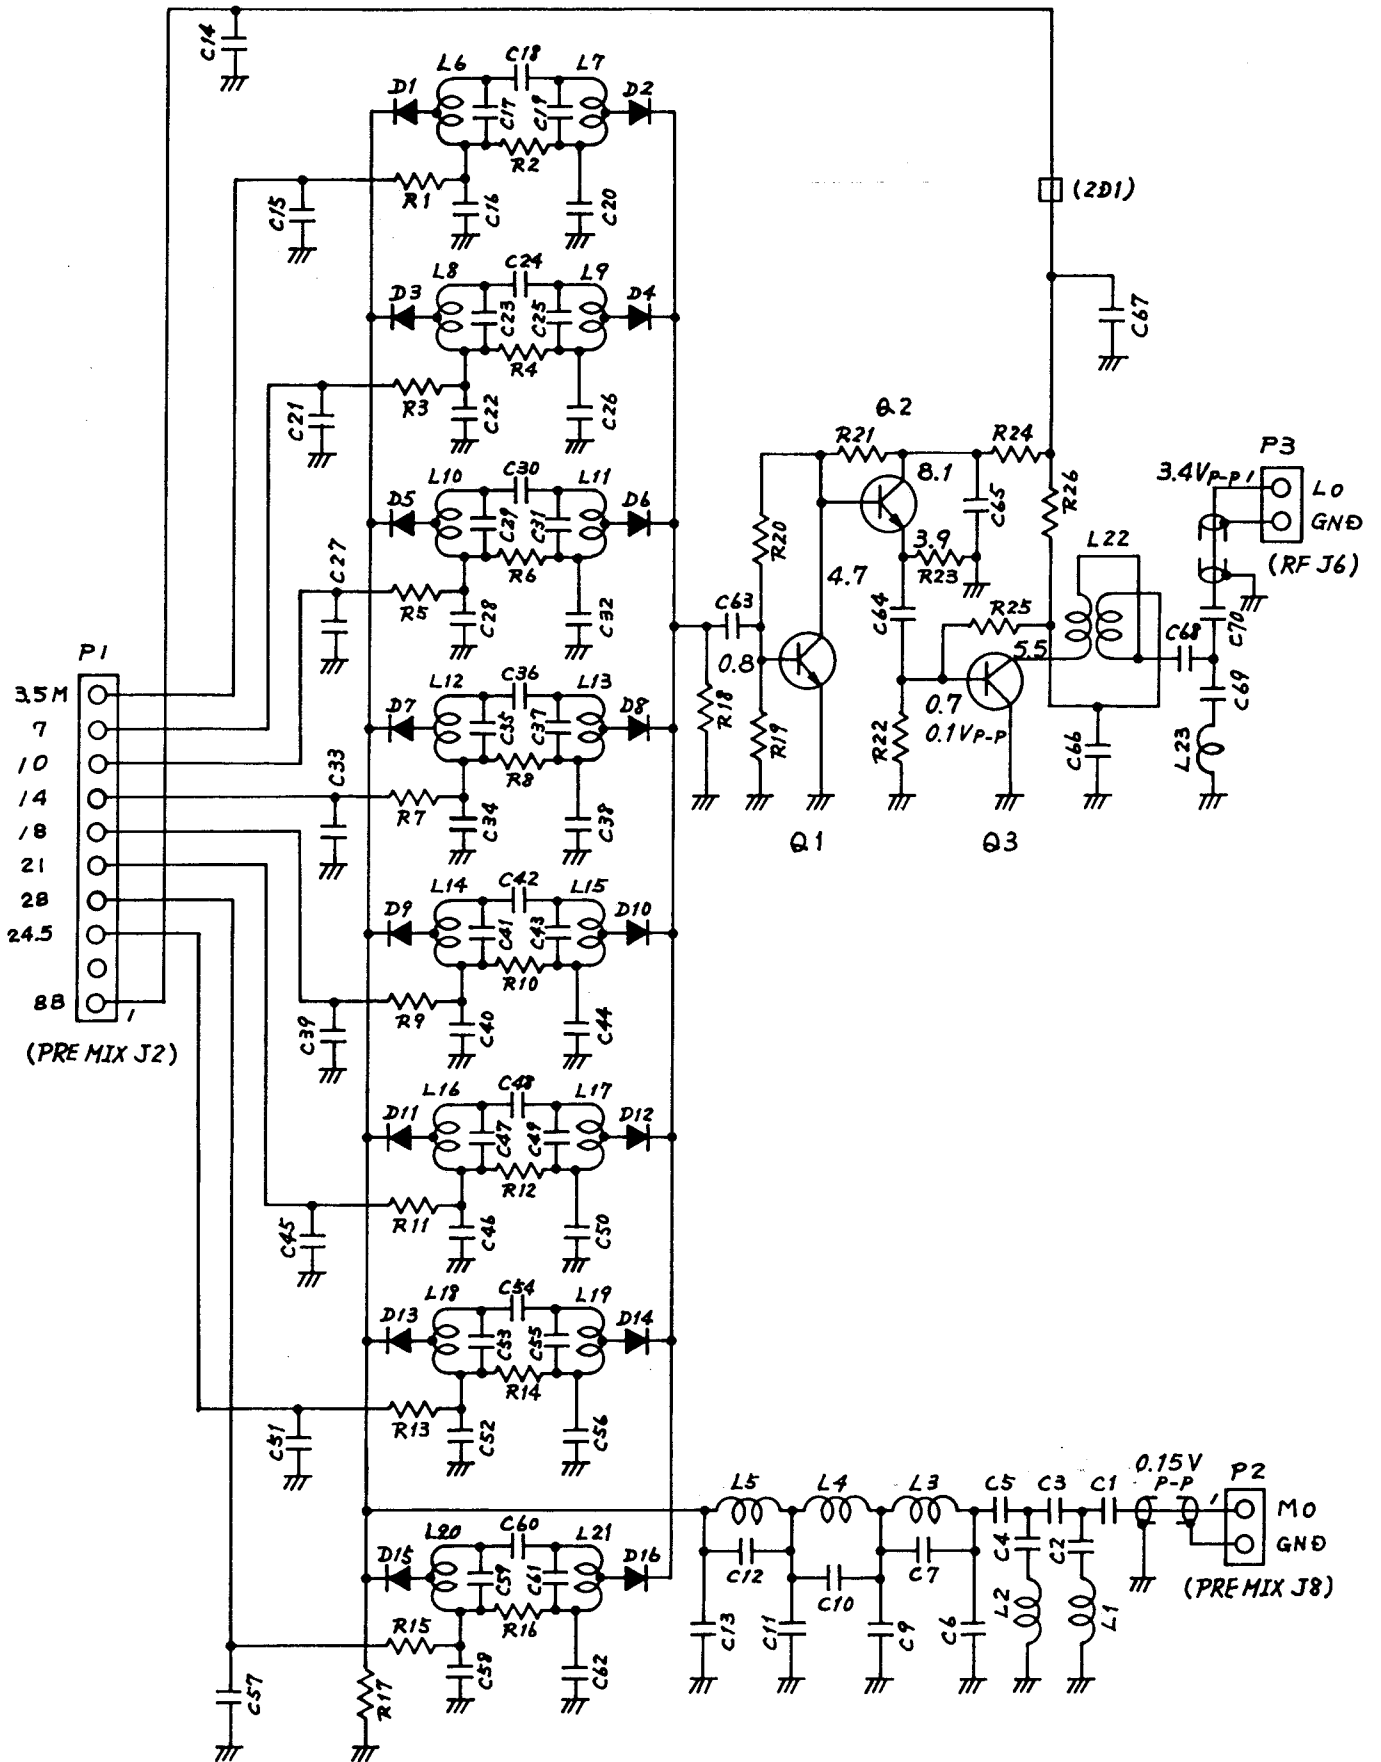 C14
L6 C18 L7
D1 C17 C19 D2
R2
R1
C15 C16 C20
(2D1)
L8 C24 L9
D3 C23 C25 D4
C67
R4
R3
C21 C22 C26
Q2
R21 R24
P3
L10 C30 L11
8.1
3.4VP-P 1
LO
D5 C29 C31 D6
R20 C65 R26
GND
3.9
L22
R6
(RF J6)
C27
R5
4.7
R23
C28 C32
C63 C64 R25
C68 C70
P1
0.8
5.5
3.5M
L12 C36 L13
C69
7
D7 C35 C37 D8
R18 R19 R22
0.7
0.1VP-P
C66 L23
10
C33
R8
14
R7
18
C34 C38
Q1 Q3
21
L14 C42 L15
28
D9 C41 C43 D10
24.5
R10
8B
R9
1
C39 C40 C44
(PRE MIX J2)
L16 C48 L17
D11 C47 C49 D12
R12
R11
C45 C46 C50
L18 C54 L19
D13 C53 C55 D14
R14
R13
C51 C52 C56
0.15V
P-P
P2
L5 L4 L3 C5 C3 C1
1
MO
L20 C60 L21
C4 C2
GND
D15 C59 C61 D16
C12 C10 C7
(PRE MIX J8)
L2 L1
R15 R16
C13 C11 C9 C6
C57 R17 C58 C62